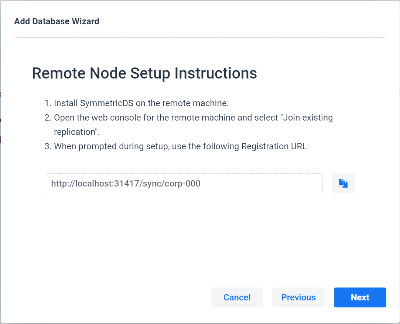 Add Database Wizard
Remote Node Setup Instructions
1. Install SymmetricDS on the remote machine.
2. Open the web console for the remote machine and select "Join existing
replication".
3. When prompted during setup, use the following Registration URL:
http://localhost:31417/sync/corp-000
Cancel Previous Next